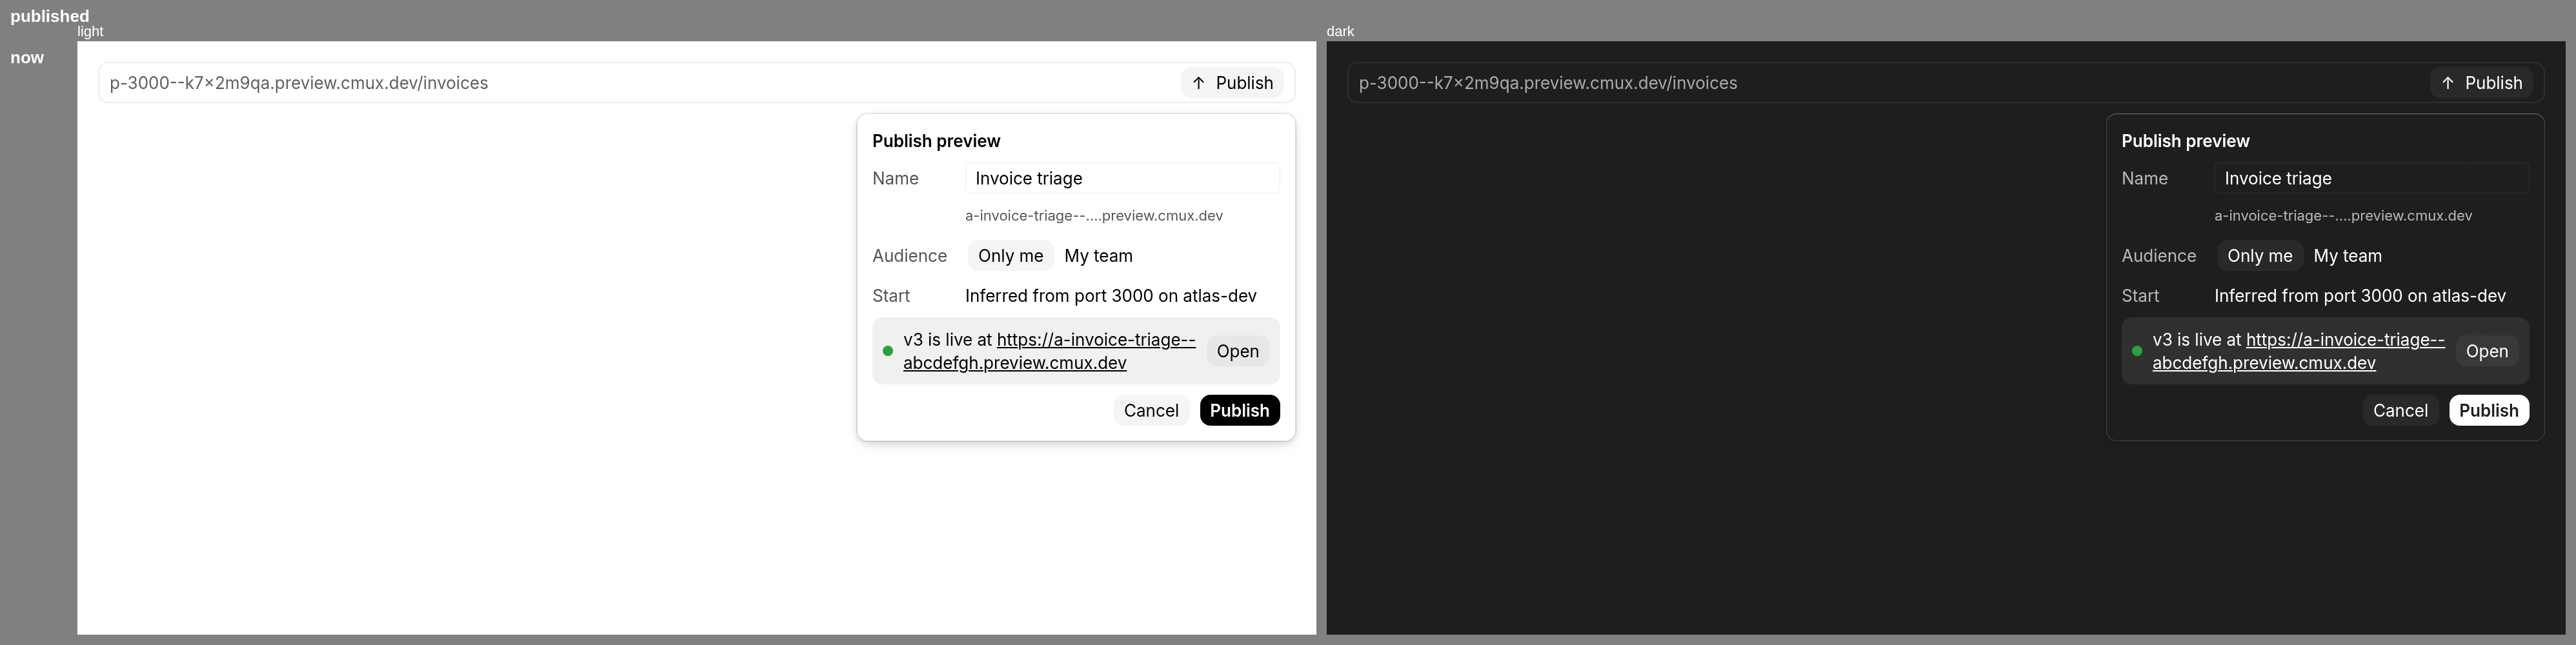 published
light
dark
now
p-3000--k7×2m9qa.preview.cmux.dev/invoices
↑ Publish
Publish preview
Name
Invoice triage
a-invoice-triage--....preview.cmux.dev
Audience
Only me
My team
Start
Inferred from port 3000 on atlas-dev
v3 is live at https://a-invoice-triage--
abcdefgh.preview.cmux.dev
Open
Cancel
Publish
p-3000--k7×2m9qa.preview.cmux.dev/invoices
↑ Publish
Publish preview
Name
Invoice triage
a-invoice-triage--....preview.cmux.dev
Audience
Only me
My team
Start
Inferred from port 3000 on atlas-dev
v3 is live at https://a-invoice-triage--
abcdefgh.preview.cmux.dev
Open
Cancel
Publish